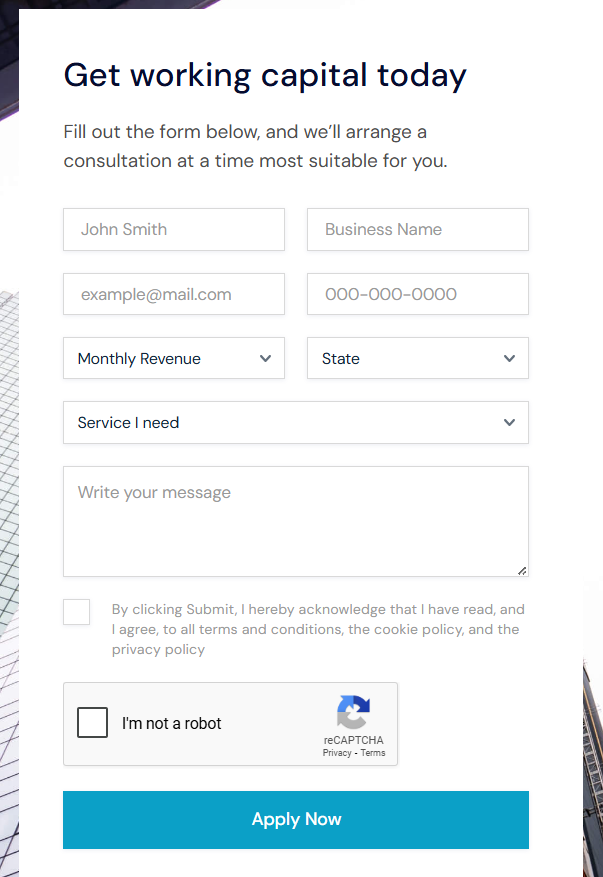 Get working capital today
Fill out the form below, and we’ll arrange a
consultation at a time most suitable for you.
John Smith
Business Name
example@mail.com
000-000-0000
Monthly Revenue
State
Service I need
Write your message
By clicking Submit, I hereby acknowledge that I have read, and
I agree, to all terms and conditions, the cookie policy, and the
privacy policy
I'm not a robot
reCAPTCHA
Privacy - Terms
Apply Now